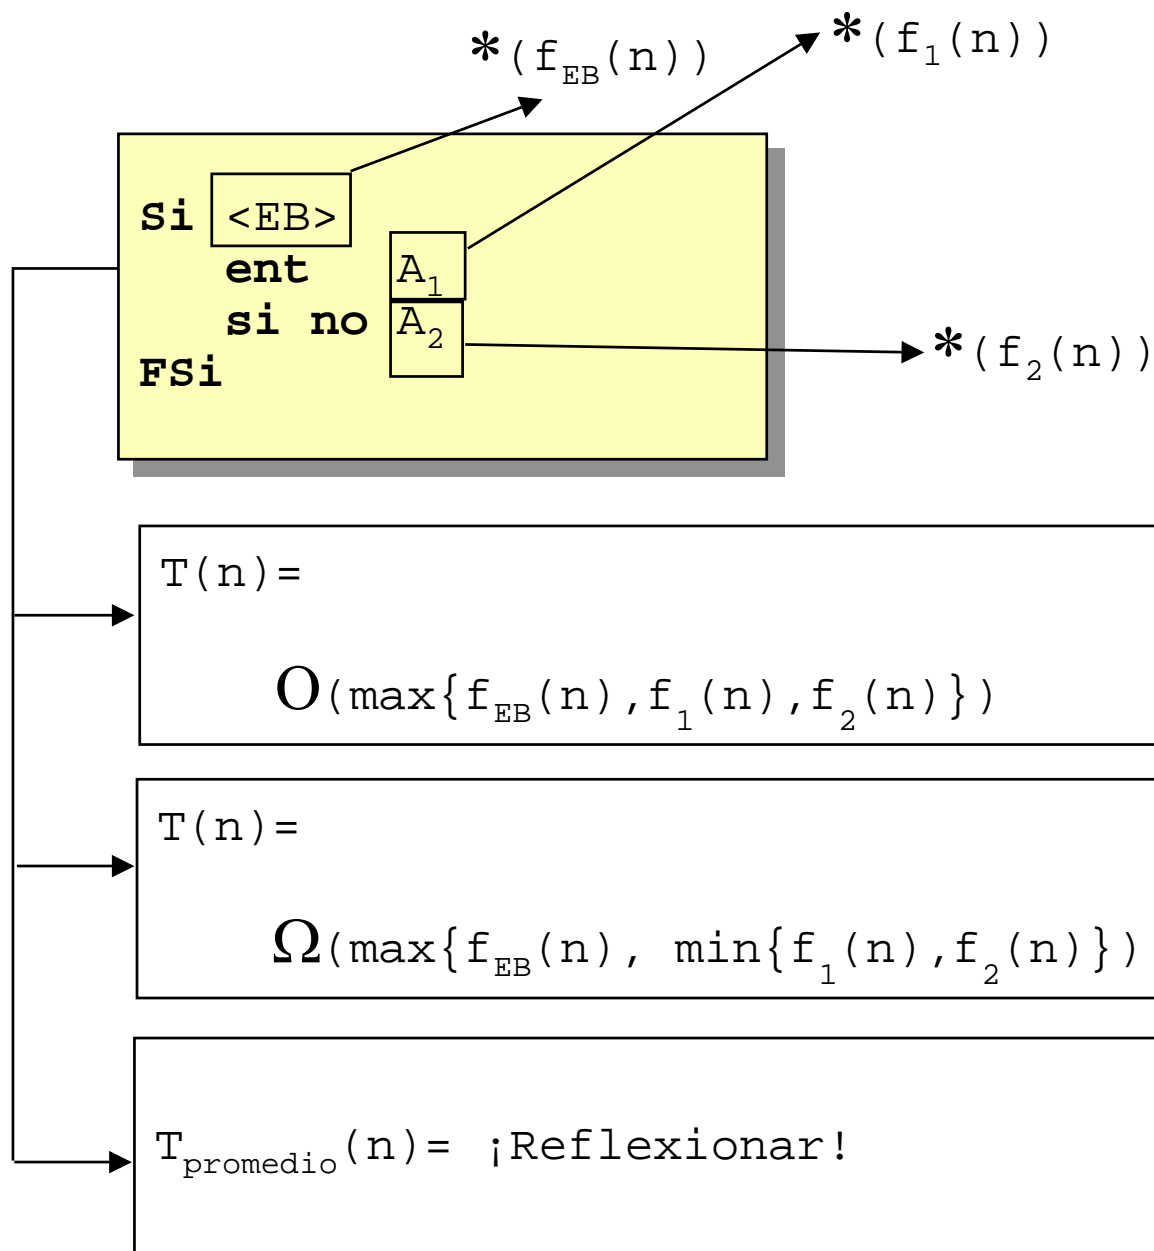 *(f_EB(n))
*(f_1(n))
Si <EB>
ent A_1
si no A_2
FSi
*(f_2(n))
T(n)=
O(max{f_EB(n),f_1(n),f_2(n)})
T(n)=
Ω(max{f_EB(n), min{f_1(n),f_2(n)})
T_promedio(n)= ¡Reflexionar!